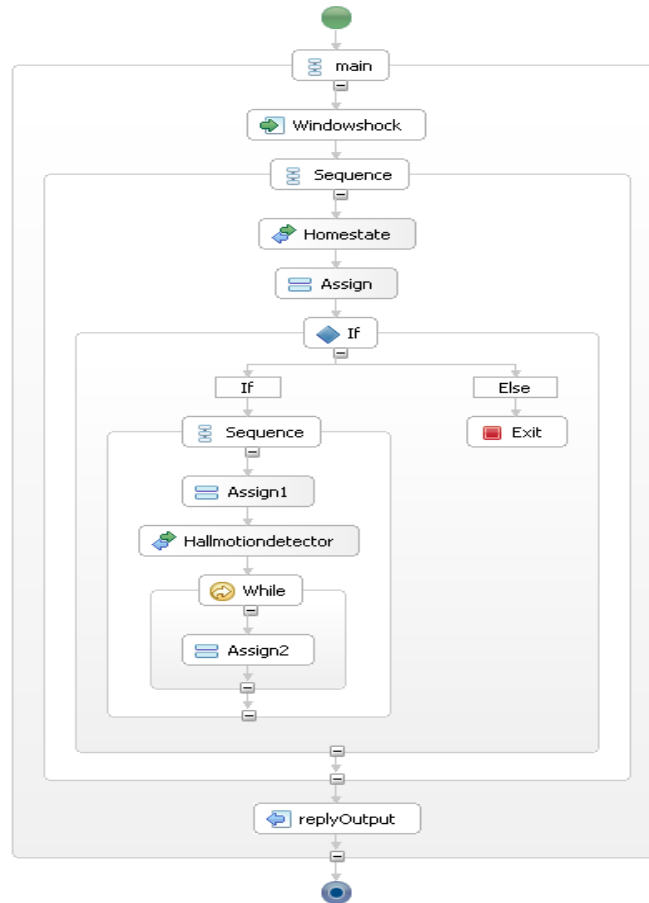 main
Windowshock
Sequence
Homestate
Assign
If
If
Else
Sequence
Exit
Assign1
Hallmotiondetector
While
Assign2
replyOutput